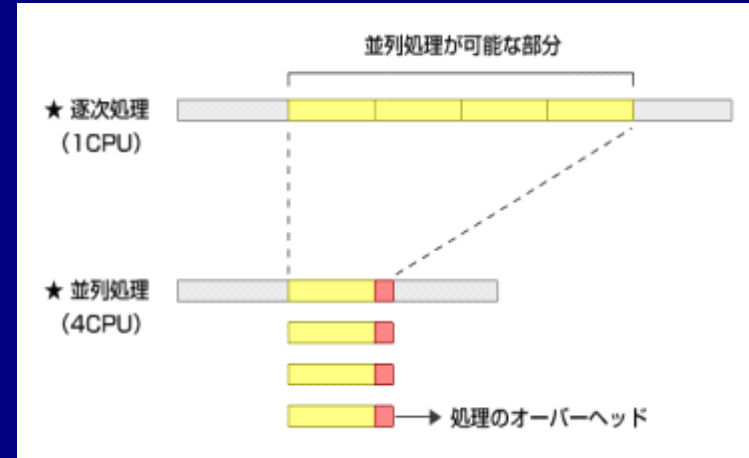 並列処理が可能な部分
★ 逐次処理
（1CPU）
★ 並列処理
（4CPU）
処理のオーバーヘッド